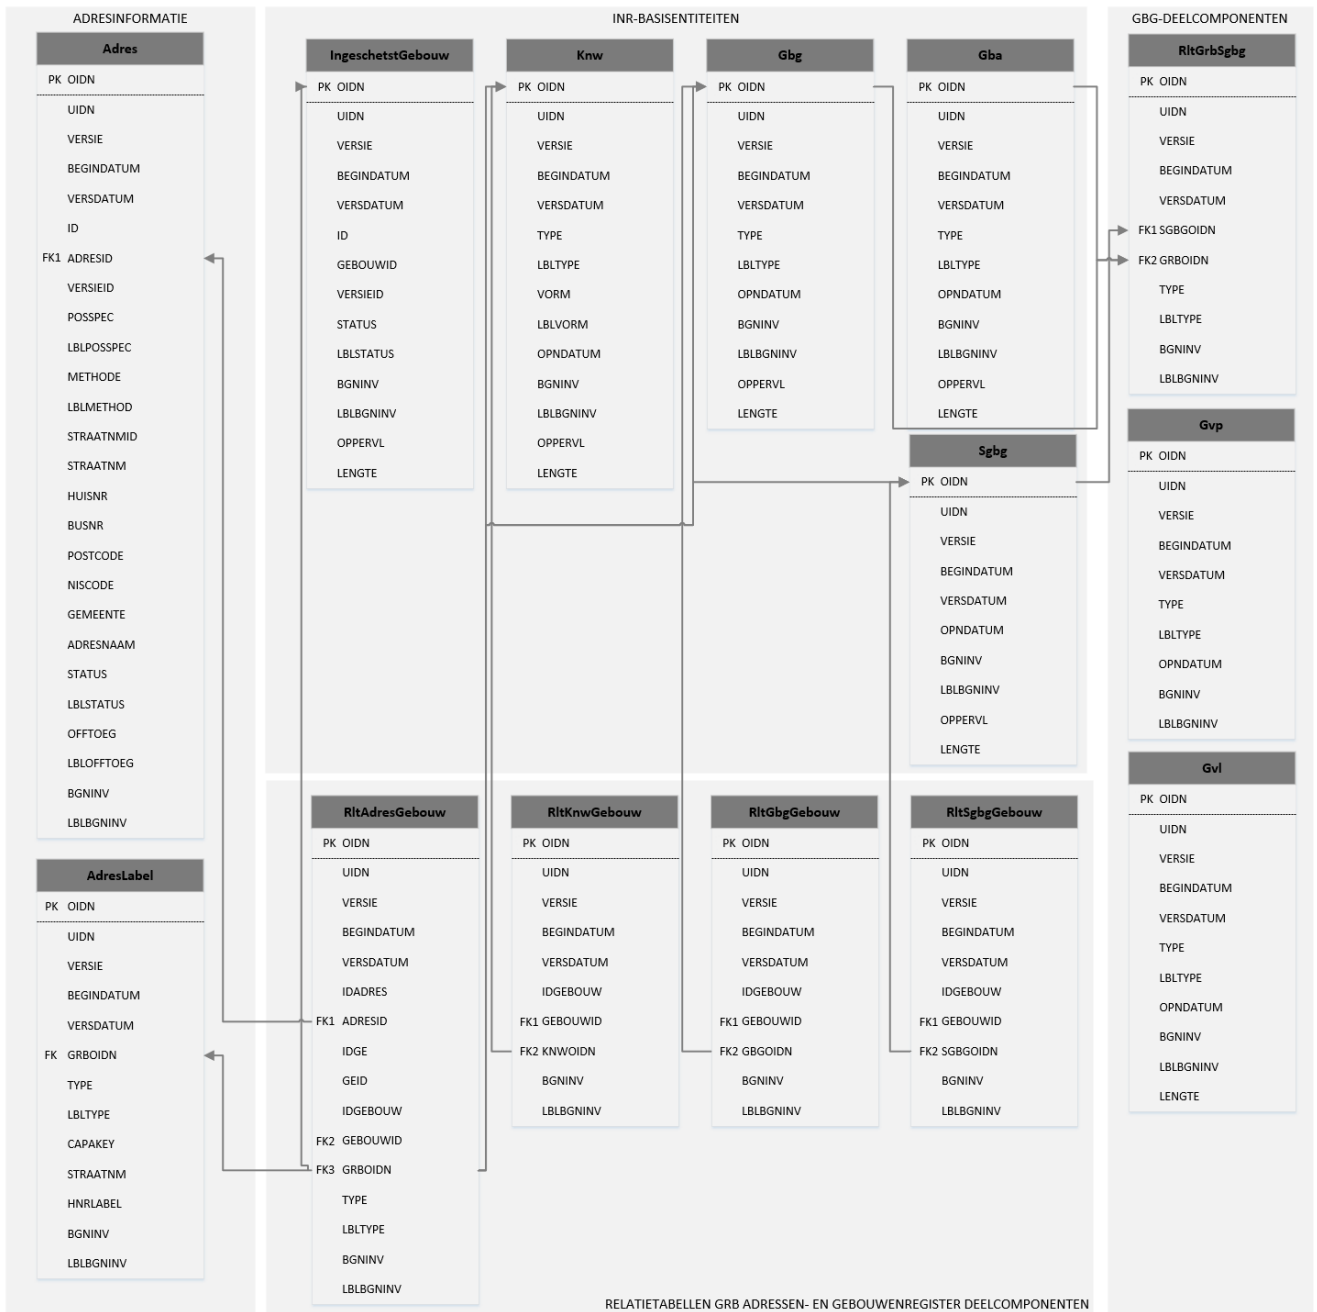 ADRESINFORMATIE
Adres
PK OIDN
UIDN
VERSIE
BEGINDATUM
VERSDATUM
ID
FK1 ADRESID
VERSIEID
POSSPEC
LBLPOSSPEC
METHODE
LBLMETHOD
STRAATNMID
STRAATNM
HUISNR
BUSNR
POSTCODE
NISCODE
GEMEENTE
ADRESNAAM
STATUS
LBLSTATUS
OFFTOEG
LBLOFFTOEG
BGNINV
LBLBGNINV
AdresLabel
PK OIDN
UIDN
VERSIE
BEGINDATUM
VERSDATUM
FK GRBOIDN
TYPE
LBLTYPE
CAPAKEY
STRAATNM
HNRLABEL
BGNINV
LBLBGNINV
INR-BASISENTITEITEN
IngeschetstGebouw
PK OIDN
UIDN
VERSIE
BEGINDATUM
VERSDATUM
ID
GEBOUWID
VERSIEID
STATUS
LBLSTATUS
BGNINV
LBLBGNINV
OPPERVL
LENGTE
Knw
PK OIDN
UIDN
VERSIE
BEGINDATUM
VERSDATUM
TYPE
LBLTYPE
VORM
LBLVORM
OPNDATUM
BGNINV
LBLBGNINV
OPPERVL
LENGTE
Gbg
PK OIDN
UIDN
VERSIE
BEGINDATUM
VERSDATUM
TYPE
LBLTYPE
OPNDATUM
BGNINV
LBLBGNINV
OPPERVL
LENGTE
Gba
PK OIDN
UIDN
VERSIE
BEGINDATUM
VERSDATUM
TYPE
LBLTYPE
OPNDATUM
BGNINV
LBLBGNINV
OPPERVL
LENGTE
Sgbg
PK OIDN
UIDN
VERSIE
BEGINDATUM
VERSDATUM
OPNDATUM
BGNINV
LBLBGNINV
OPPERVL
LENGTE
RltAdresGebouw
PK OIDN
UIDN
VERSIE
BEGINDATUM
VERSDATUM
IDADRES
FK1 ADRESID
IDGE
GEID
IDGEBOUW
FK2 GEBOUWID
FK3 GRBOIDN
TYPE
LBLTYPE
BGNINV
LBLBGNINV
RltKnwGebouw
PK OIDN
UIDN
VERSIE
BEGINDATUM
VERSDATUM
IDGEBOUW
FK1 GEBOUWID
FK2 KNWOIDN
BGNINV
LBLBGNINV
RltGbgGebouw
PK OIDN
UIDN
VERSIE
BEGINDATUM
VERSDATUM
IDGEBOUW
FK1 GEBOUWID
FK2 GBGOIDN
BGNINV
LBLBGNINV
RltSgbgGebouw
PK OIDN
UIDN
VERSIE
BEGINDATUM
VERSDATUM
IDGEBOUW
FK1 GEBOUWID
FK2 SGBGOIDN
BGNINV
LBLBGNINV
RELATIETABELLEN GRB ADRESSEN- EN GEBOUWENREGISTER DEELCOMPONENTEN
GBG-DEELCOMPONENTEN
RltGrbSgbg
PK OIDN
UIDN
VERSIE
BEGINDATUM
VERSDATUM
FK1 SGBGOIDN
FK2 GRBOIDN
TYPE
LBLTYPE
BGNINV
LBLBGNINV
Gvp
PK OIDN
UIDN
VERSIE
BEGINDATUM
VERSDATUM
TYPE
LBLTYPE
OPNDATUM
BGNINV
LBLBGNINV
Gvl
PK OIDN
UIDN
VERSIE
BEGINDATUM
VERSDATUM
TYPE
LBLTYPE
OPNDATUM
BGNINV
LBLBGNINV
LENGTE